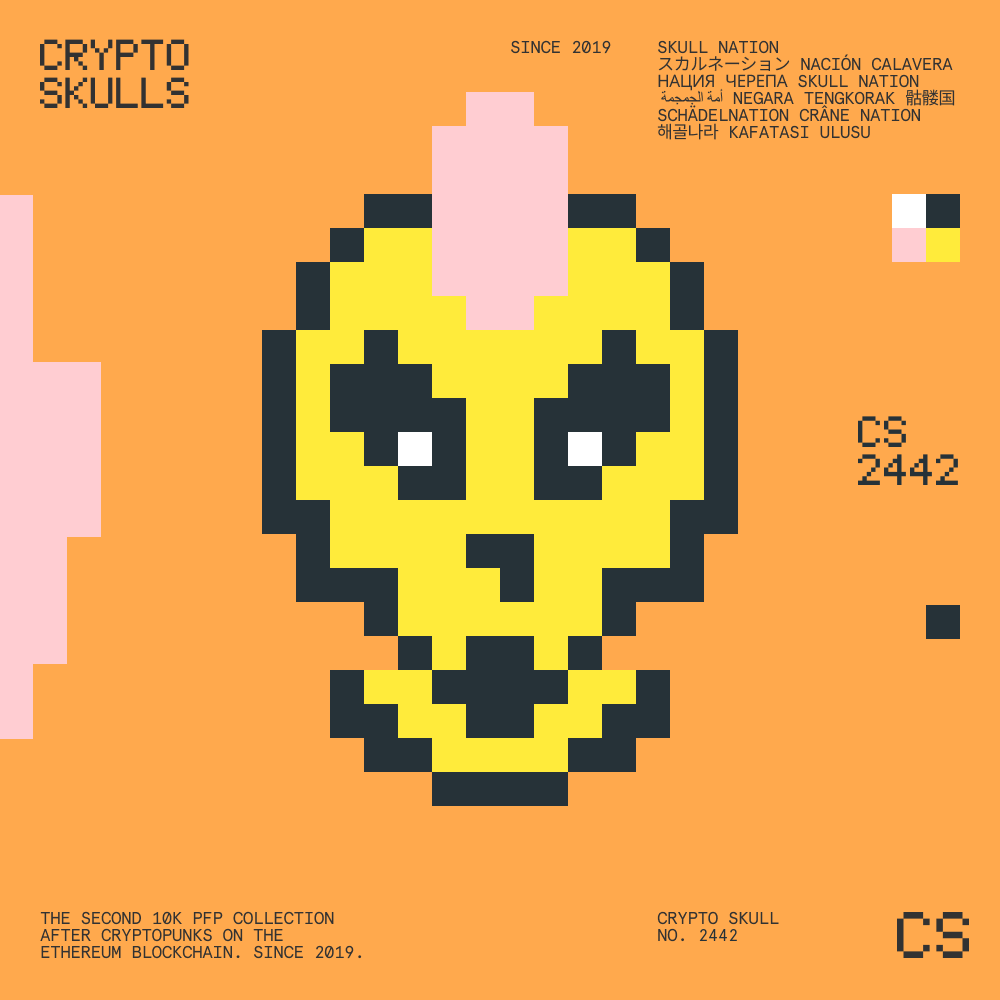 CRYPTO
SKULLS
SINCE 2019
SKULL NATION
スカルネーション NACIÓN CALAVERA
НАЦИЯ ЧЕРЕПА SKULL NATION
أمة الجمجمة NEGARA TENGKORAK 骷髅国
SCHÄDELNATION CRÂNE NATION
해골나라 KAFATASI ULUSU
CS
2442
THE SECOND 10K PFP COLLECTION
AFTER CRYPTOPUNKS ON THE
ETHEREUM BLOCKCHAIN. SINCE 2019.
CRYPTO SKULL
NO. 2442
CS